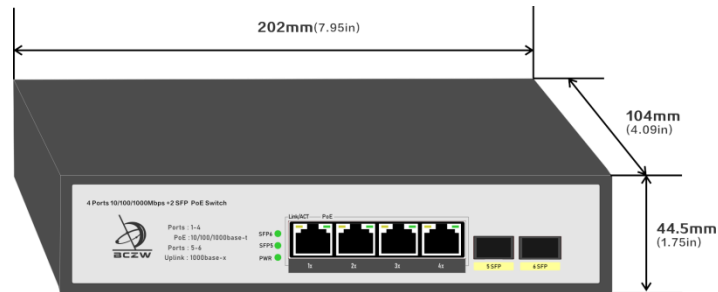 202mm(7.95in)
104mm
(4.09in)
44.5mm
(1.75in)
4 Ports 10/100/1000Mbps +2 SFP PoE Switch
Link/ACT PoE
Ports : 1-4
PoE : 10/100/1000base-t
Ports : 5-6
Uplink : 1000base-x
SFP6
SFP5
PWR
aczw
1x 2x 3x 4x
5 SFP 6 SFP